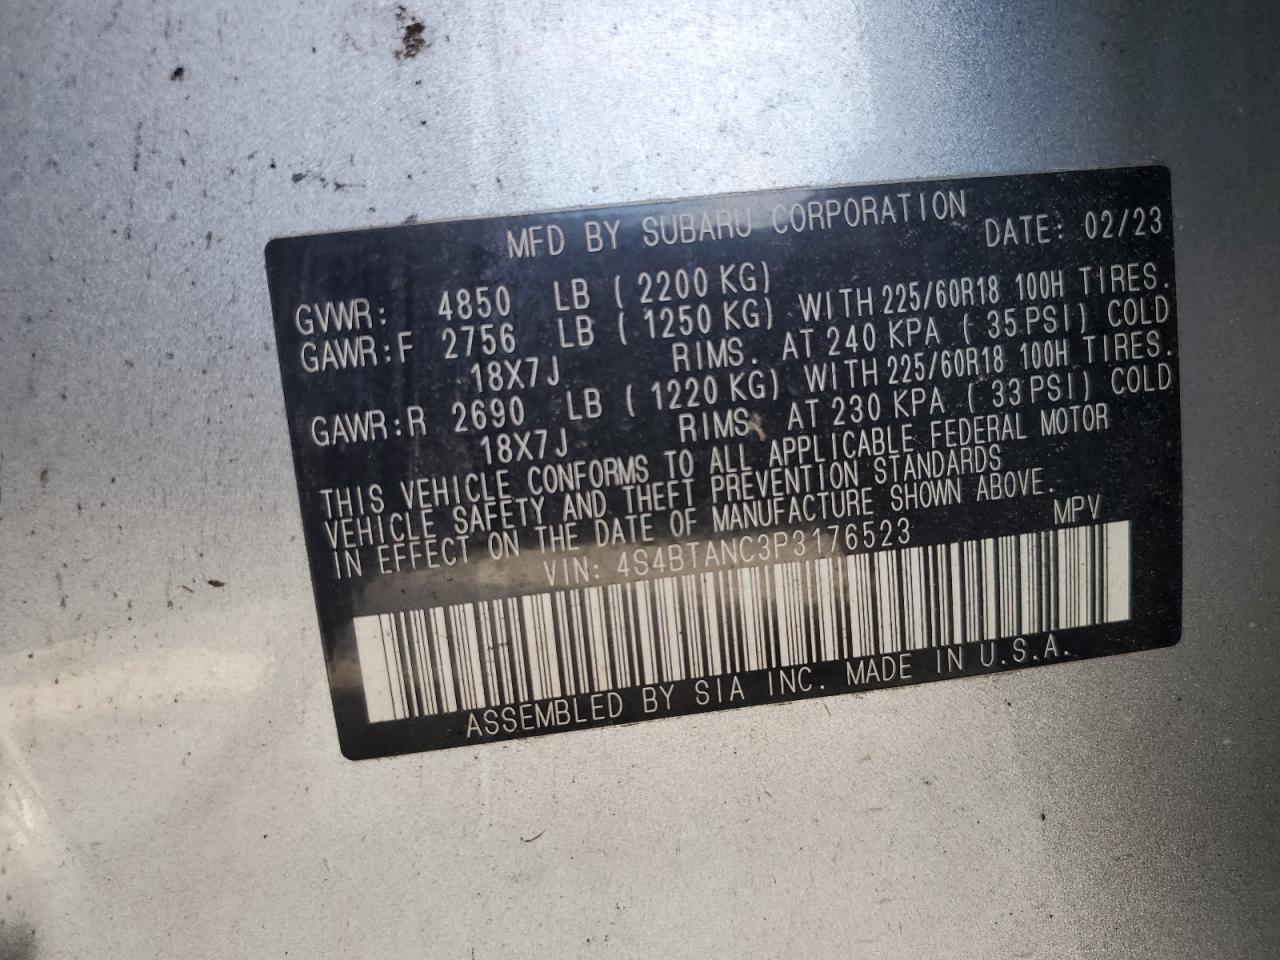 MFD BY SUBARU CORPORATION DATE: 02/23
GVWR: 4850 LB ( 2200 KG)
GAWR:F 2756 LB ( 1250 KG) WITH 225/60R18 100H TIRES.
18X7J RIMS. AT 240 KPA ( 35 PSI) COLD
GAWR:R 2690 LB ( 1220 KG) WITH 225/60R18 100H TIRES.
18X7J RIMS. AT 230 KPA ( 33 PSI) COLD
THIS VEHICLE CONFORMS TO ALL APPLICABLE FEDERAL MOTOR
VEHICLE SAFETY AND THEFT PREVENTION STANDARDS
IN EFFECT ON THE DATE OF MANUFACTURE SHOWN ABOVE.
VIN: 4S4BTANC3P3176523 MPV
ASSEMBLED BY SIA INC. MADE IN U.S.A.